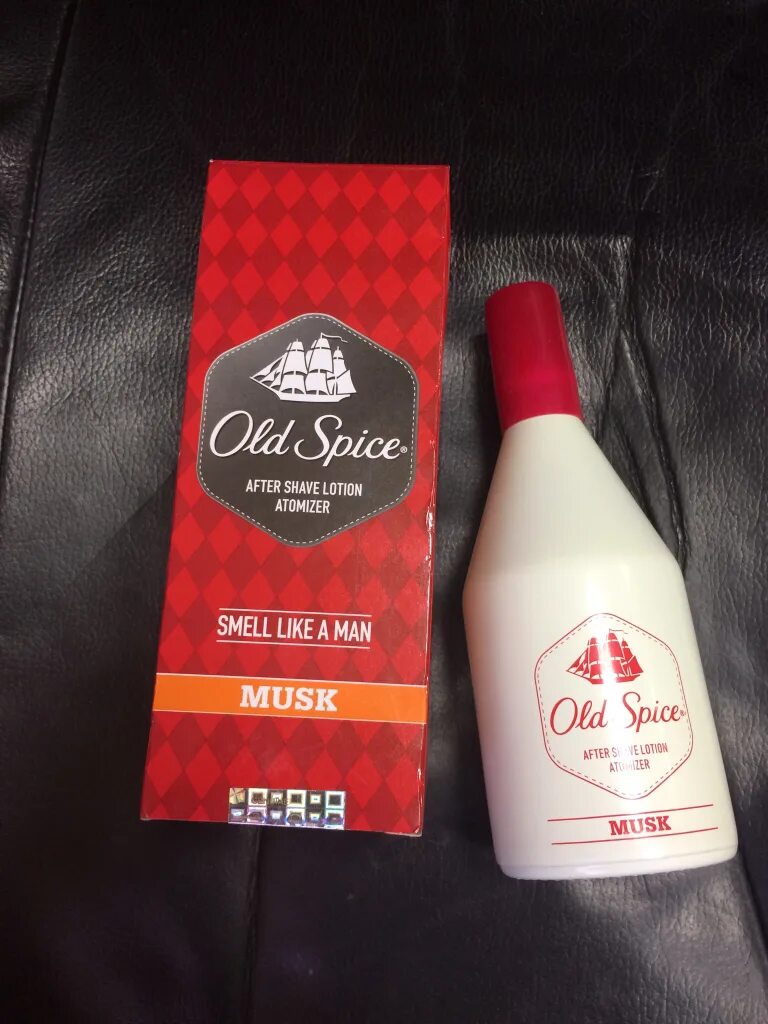 Old Spice®
AFTER SHAVE LOTION
ATOMIZER
SMELL LIKE A MAN
MUSK
Old Spice®
AFTER SHAVE LOTION
ATOMIZER
MUSK